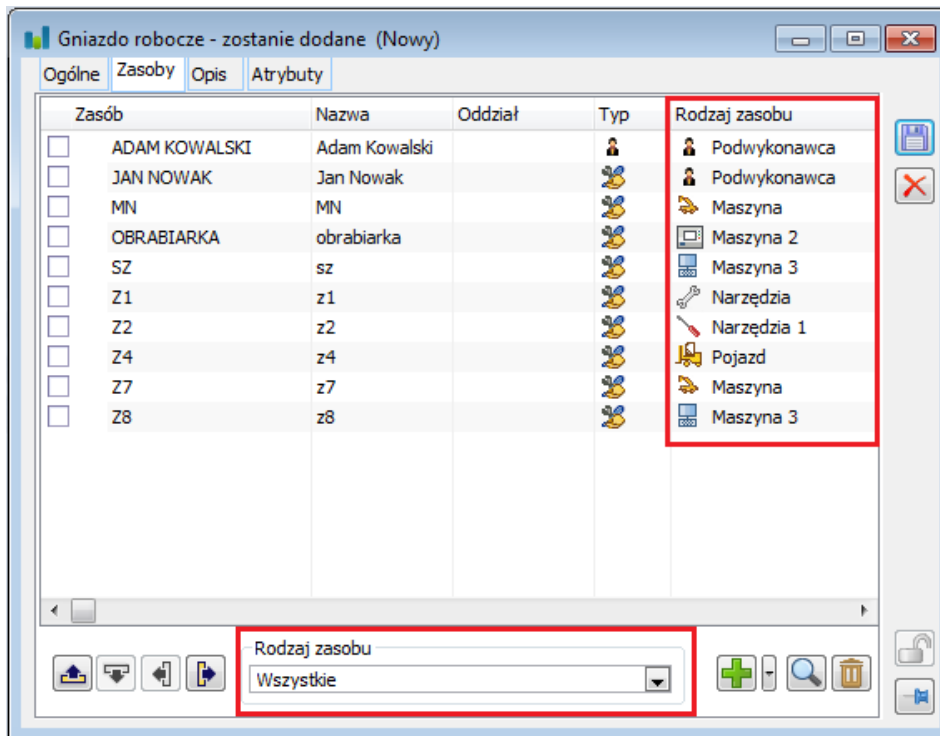 Gniazdo robocze - zostanie dodane (Nowy)
Ogólne Zasoby Opis Atrybuty
Zasób Nazwa Oddział Typ Rodzaj zasobu
ADAM KOWALSKI Adam Kowalski Podwykonawca
JAN NOWAK Jan Nowak Podwykonawca
MN MN Maszyna
OBRABIARKA obrabiarka Maszyna 2
SZ sz Maszyna 3
Z1 z1 Narzędzia
Z2 z2 Narzędzia 1
Z4 z4 Pojazd
Z7 z7 Maszyna
Z8 z8 Maszyna 3
Rodzaj zasobu
Wszystkie